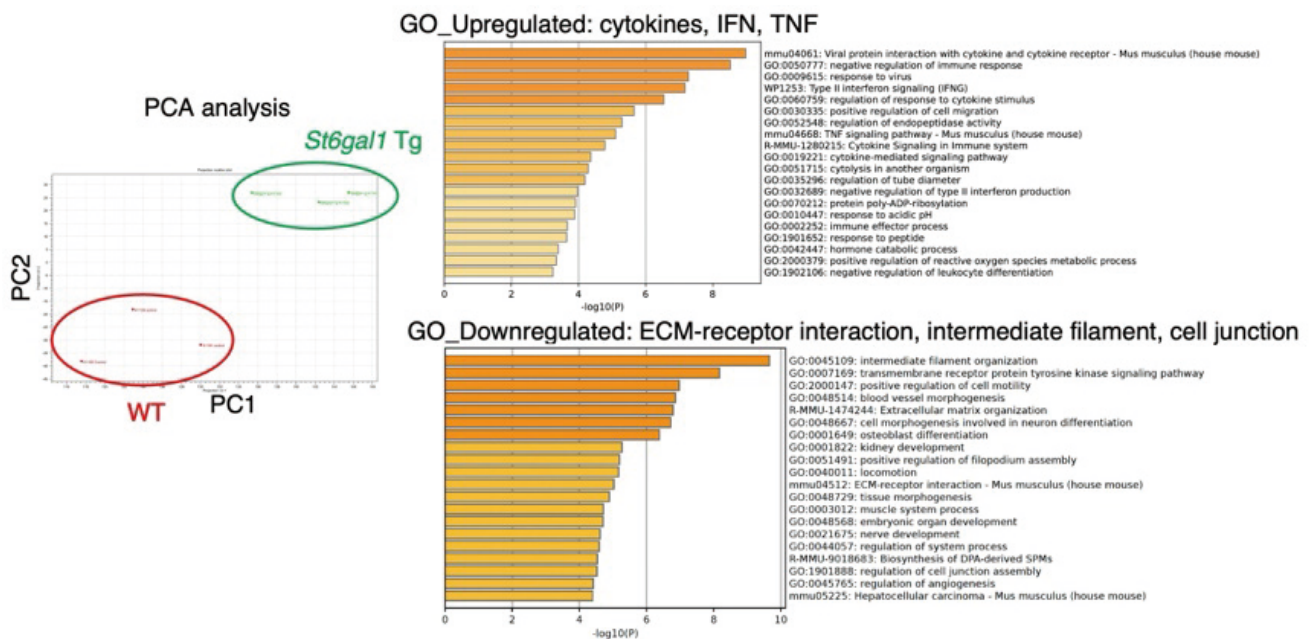 GO_Upregulated: cytokines, IFN, TNF
mmu04061: Viral protein interaction with cytokine and cytokine receptor - Mus musculus (house mouse)
GO:0050777: negative regulation of immune response
GO:0009615: response to virus
WP1253: Type II interferon signaling (IFNG)
GO:0060759: regulation of response to cytokine stimulus
GO:0030335: positive regulation of cell migration
GO:0052548: regulation of endopeptidase activity
mmu04668: TNF signaling pathway - Mus musculus (house mouse)
R-MMU-1280215: Cytokine Signaling in Immune system
GO:0019221: cytokine-mediated signaling pathway
GO:0051715: cytolysis in another organism
GO:0035296: regulation of tube diameter
GO:0032689: negative regulation of type II interferon production
GO:0070212: protein poly-ADP-ribosylation
GO:0010447: response to acidic pH
GO:0002252: immune effector process
GO:1901652: response to peptide
GO:0042447: hormone catabolic process
GO:2000379: positive regulation of reactive oxygen species metabolic process
GO:1902106: negative regulation of leukocyte differentiation
0 2 4 6 8
-log10(P)
PCA analysis
St6gal1 Tg
PC2
WT
PC1
GO_Downregulated: ECM-receptor interaction, intermediate filament, cell junction
GO:0045109: intermediate filament organization
GO:0007169: transmembrane receptor protein tyrosine kinase signaling pathway
GO:2000147: positive regulation of cell motility
GO:0048514: blood vessel morphogenesis
R-MMU-1474244: Extracellular matrix organization
GO:0048667: cell morphogenesis involved in neuron differentiation
GO:0001649: osteoblast differentiation
GO:0001822: kidney development
GO:0051491: positive regulation of filopodium assembly
GO:0040011: locomotion
mmu04512: ECM-receptor interaction - Mus musculus (house mouse)
GO:0048729: tissue morphogenesis
GO:0003012: muscle system process
GO:0048568: embryonic organ development
GO:0021675: nerve development
GO:0044057: regulation of system process
R-MMU-9018683: Biosynthesis of DPA-derived SPMs
GO:1901888: regulation of cell junction assembly
GO:0045765: regulation of angiogenesis
mmu05225: Hepatocellular carcinoma - Mus musculus (house mouse)
0 2 4 6 8 10
-log10(P)